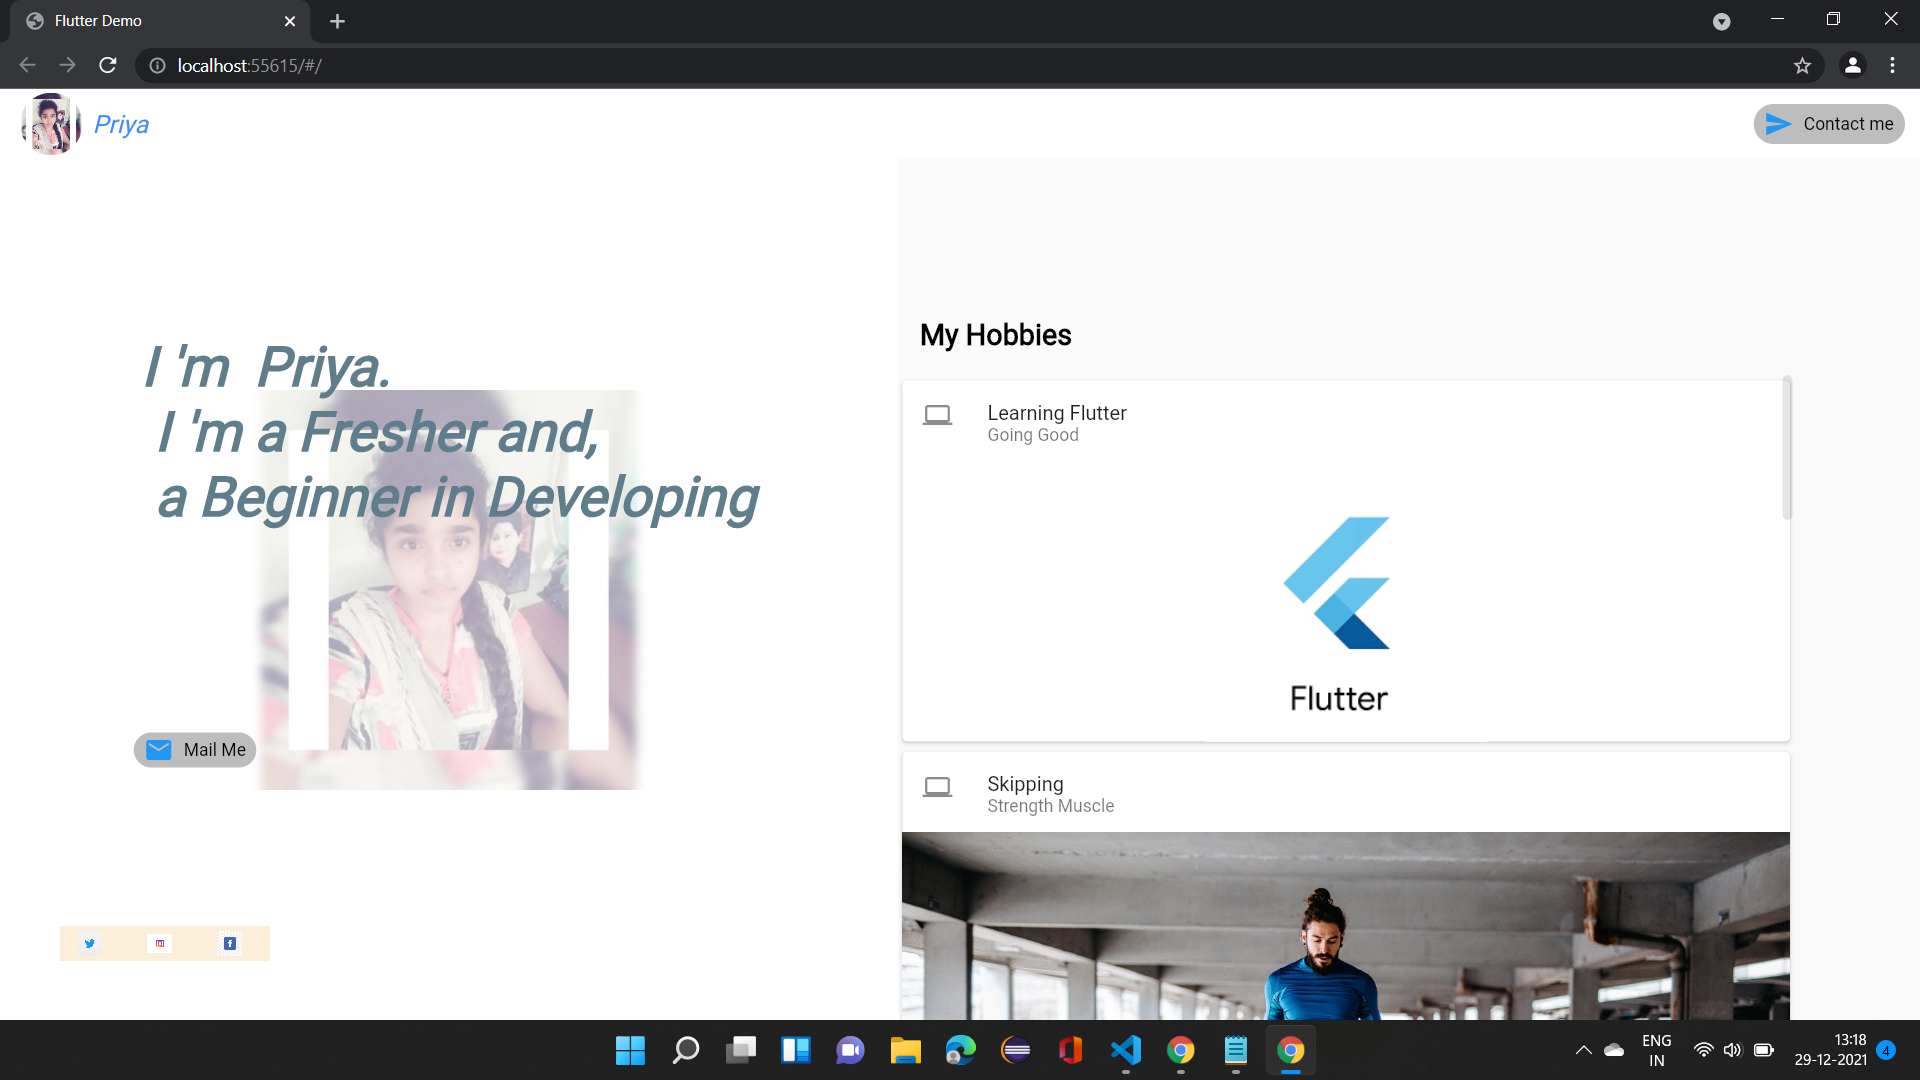 Flutter Demo
localhost:55615/#/
Priya
Contact me
I 'm  Priya.
I 'm a Fresher and,
a Beginner in Developing
Mail Me
My Hobbies
Learning Flutter
Going Good
Flutter
Skipping
Strength Muscle
ENG
IN
13:18
29-12-2021
4